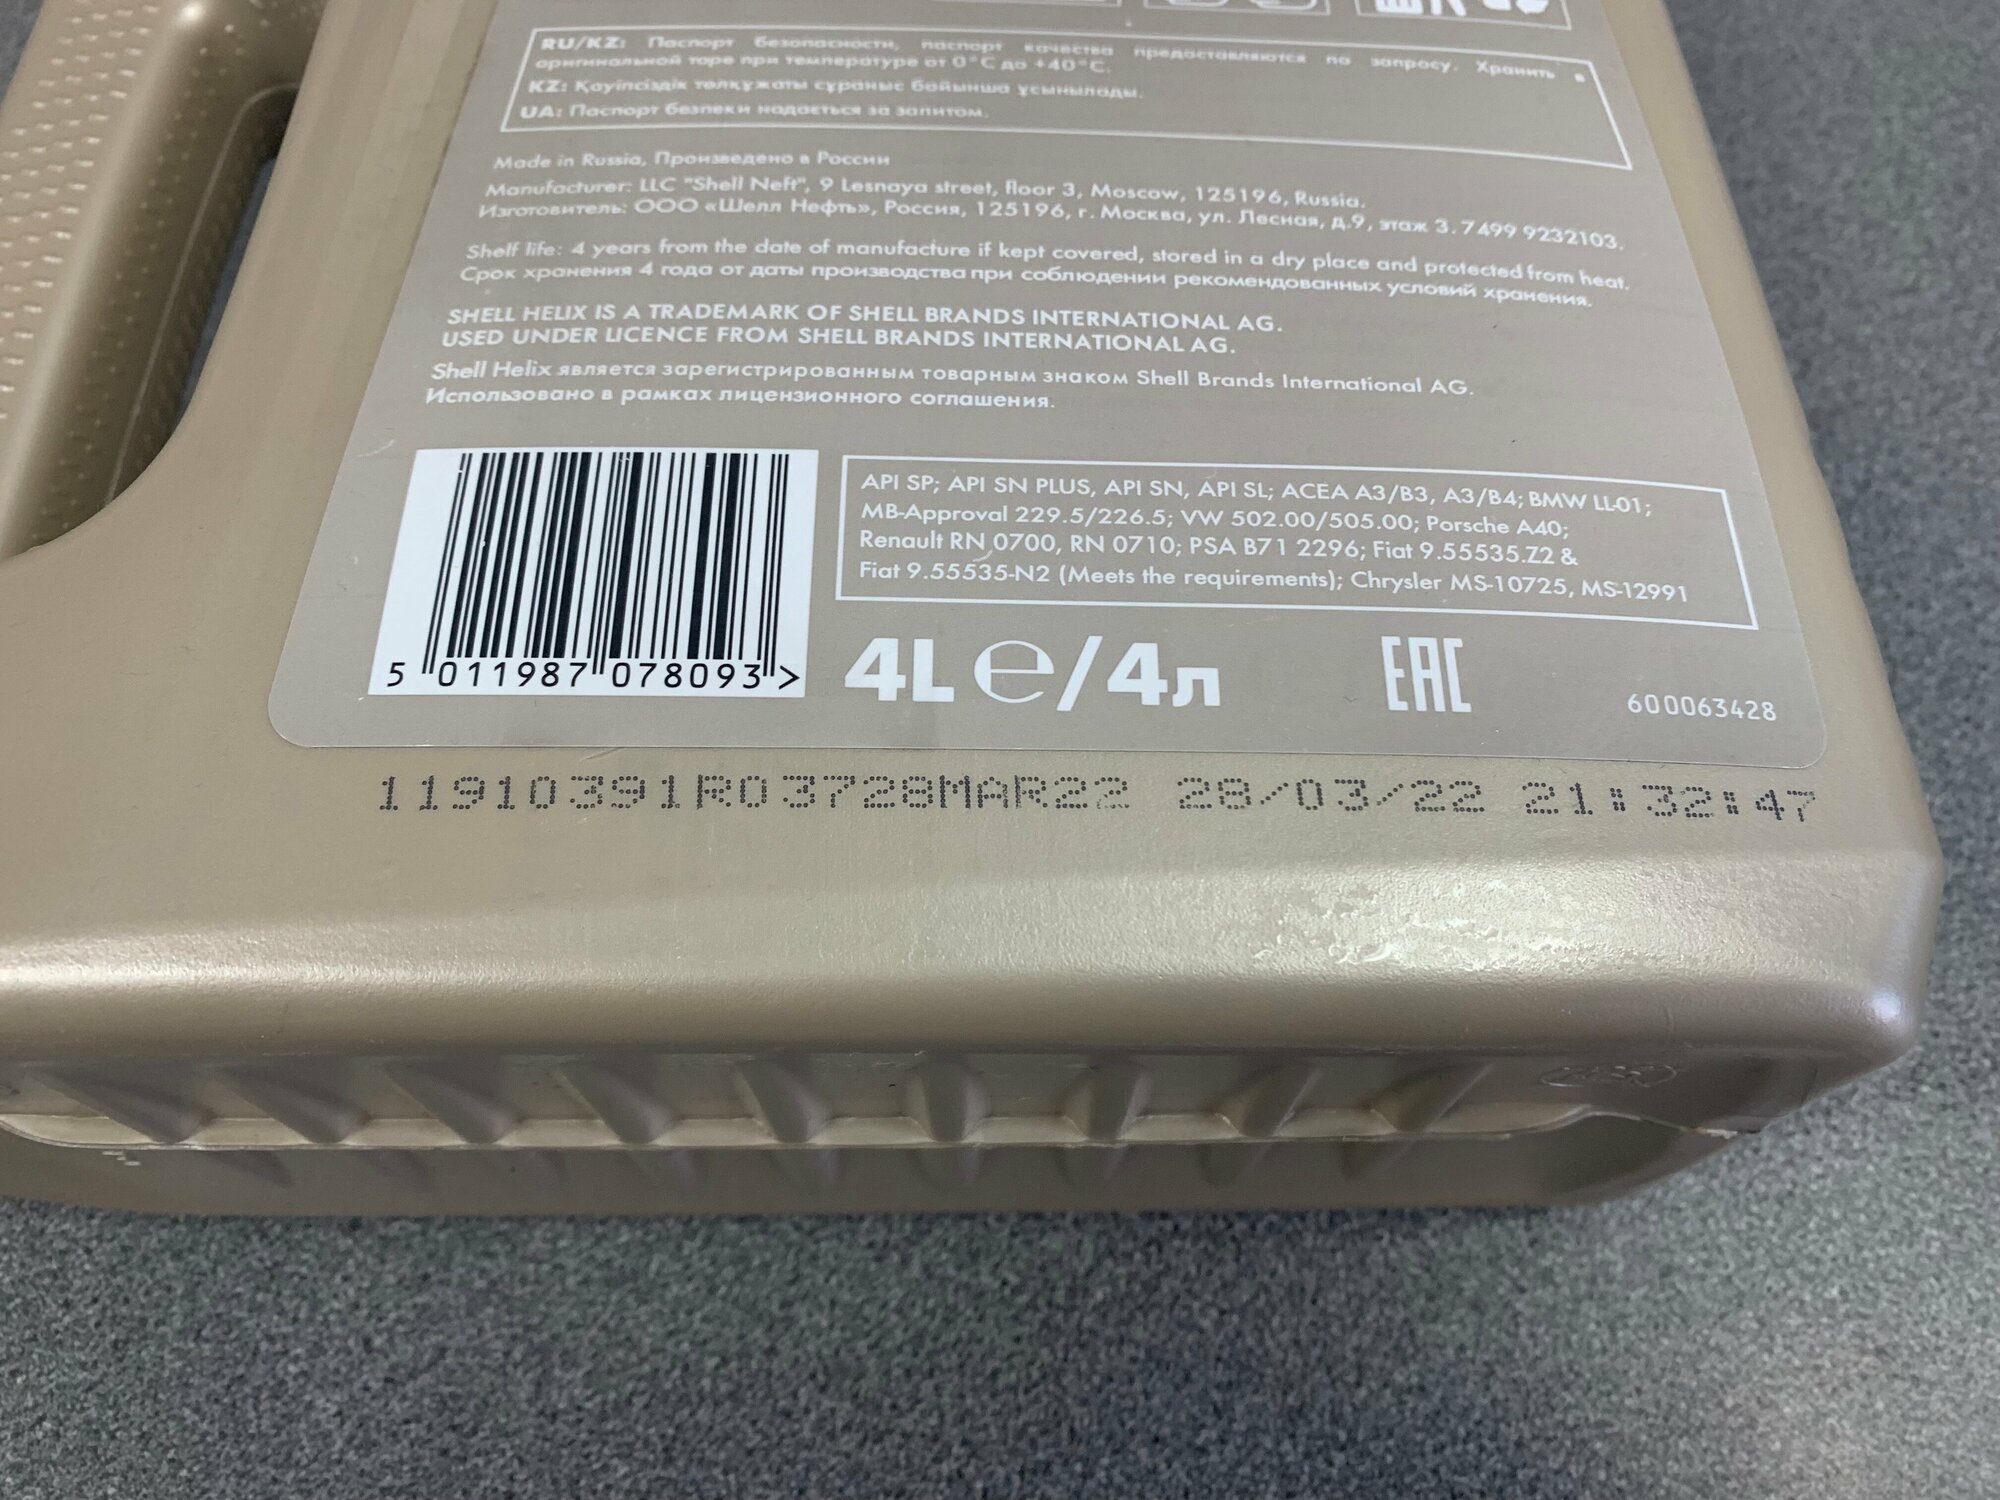 RU/KZ: Паспорт безопасности, паспорт качества предоставляются по запросу. Хранить в
оригинальной таре при температуре от 0°C до +40°C.
KZ: Қауіпсіздік төлқұжаты сұраныс бойынша ұсынылады.
UA: Паспорт безпеки надається за запитом.
Made in Russia, Произведено в России
Manufacturer: LLC "Shell Neft", 9 Lesnaya street, floor 3, Moscow, 125196, Russia.
Изготовитель: ООО «Шелл Нефть», Россия, 125196, г. Москва, ул. Лесная, д.9, этаж 3. 7499 9232103.
Shelf life: 4 years from the date of manufacture if kept covered, stored in a dry place and protected from heat.
Срок хранения 4 года от даты производства при соблюдении рекомендованных условий хранения.
SHELL HELIX IS A TRADEMARK OF SHELL BRANDS INTERNATIONAL AG.
USED UNDER LICENCE FROM SHELL BRANDS INTERNATIONAL AG.
Shell Helix является зарегистрированным товарным знаком Shell Brands International AG.
Использовано в рамках лицензионного соглашения.
API SP; API SN PLUS, API SN, API SL; ACEA A3/B3, A3/B4; BMW LL-01;
MB-Approval 229.5/226.5; VW 502.00/505.00; Porsche A40;
Renault RN 0700, RN 0710; PSA B71 2296; Fiat 9.55535.Z2 &
Fiat 9.55535-N2 (Meets the requirements); Chrysler MS-10725, MS-12991
5 011987 078093 >
4L e/4л
EAC
600063428
11910391R03728MAR22 28/03/22 21:32:47